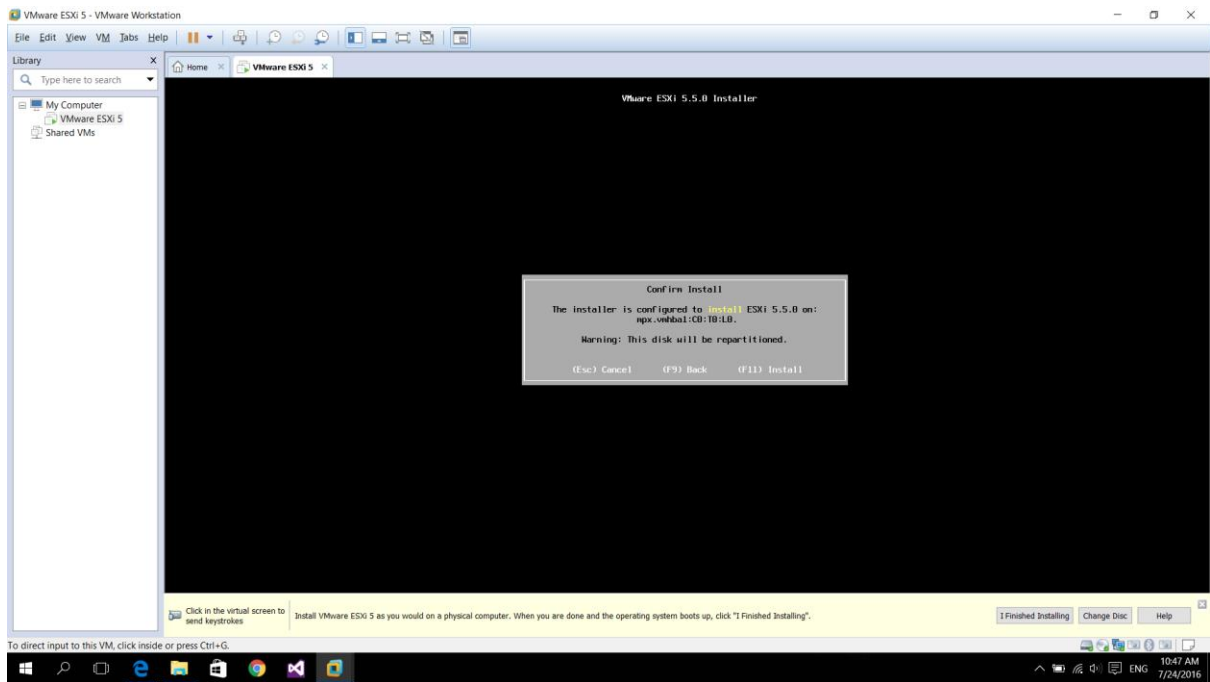 VMware ESXi 5 - VMware Workstation
File Edit View VM Tabs Help
Library X
Type here to search
My Computer
VMware ESXi 5
Shared VMs
Home × VMware ESXi 5 ×
VMware ESXi 5.5.0 Installer
Confirm Install
The installer is configured to install ESXi 5.5.0 on:
mpx.vmhba1:C0:T0:L0.
Warning: This disk will be repartitioned.
(Esc) Cancel (F9) Back (F11) Install
Click in the virtual screen to
send keystrokes
Install VMware ESXi 5 as you would on a physical computer. When you are done and the operating system boots up, click "I Finished Installing".
I Finished Installing Change Disc Help
To direct input to this VM, click inside or press Ctrl+G.
ENG
10:47 AM
7/24/2016